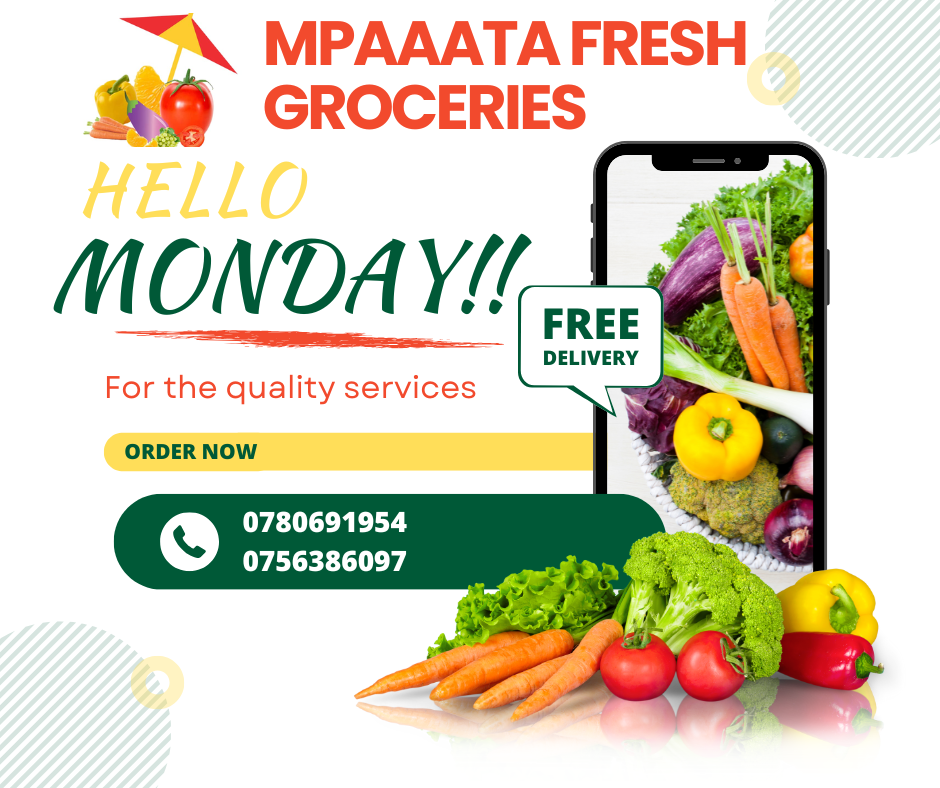 MPAAATA FRESH
GROCERIES
HELLO
MONDAY!!
FREE
DELIVERY
For the quality services
ORDER NOW
0780691954
0756386097